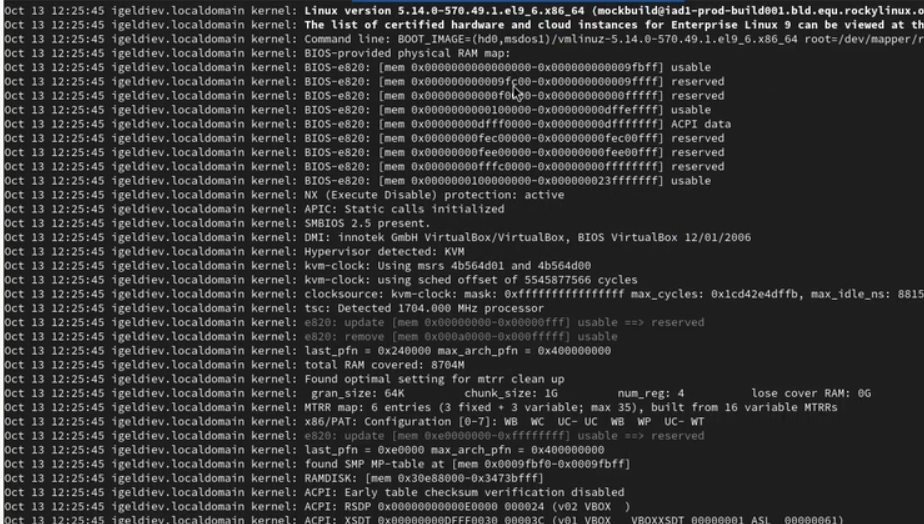 Oct 13 12:25:45 igeldiev.localdomain kernel: Linux version 5.14.0-570.49.1.el9_6.x86_64 (mockbuild@iad1-prod-build001.bld.equ.rockylinux.o
Oct 13 12:25:45 igeldiev.localdomain kernel: The list of certified hardware and cloud instances for Enterprise Linux 9 can be viewed at th
Oct 13 12:25:45 igeldiev.localdomain kernel: Command line: BOOT_IMAGE=(hd0,msdos1)/vmlinuz-5.14.0-570.49.1.el9_6.x86_64 root=/dev/mapper/r
Oct 13 12:25:45 igeldiev.localdomain kernel: BIOS-provided physical RAM map:
Oct 13 12:25:45 igeldiev.localdomain kernel: BIOS-e820: [mem 0x0000000000000000-0x000000000009fbff] usable
Oct 13 12:25:45 igeldiev.localdomain kernel: BIOS-e820: [mem 0x000000000009fc00-0x000000000009ffff] reserved
Oct 13 12:25:45 igeldiev.localdomain kernel: BIOS-e820: [mem 0x00000000000f0000-0x00000000000fffff] reserved
Oct 13 12:25:45 igeldiev.localdomain kernel: BIOS-e820: [mem 0x0000000000100000-0x00000000dffeffff] usable
Oct 13 12:25:45 igeldiev.localdomain kernel: BIOS-e820: [mem 0x00000000dfff0000-0x00000000dfffffff] ACPI data
Oct 13 12:25:45 igeldiev.localdomain kernel: BIOS-e820: [mem 0x00000000fec00000-0x00000000fec00fff] reserved
Oct 13 12:25:45 igeldiev.localdomain kernel: BIOS-e820: [mem 0x00000000fee00000-0x00000000fee00fff] reserved
Oct 13 12:25:45 igeldiev.localdomain kernel: BIOS-e820: [mem 0x00000000fffc0000-0x00000000ffffffff] reserved
Oct 13 12:25:45 igeldiev.localdomain kernel: BIOS-e820: [mem 0x0000000100000000-0x000000023fffffff] usable
Oct 13 12:25:45 igeldiev.localdomain kernel: NX (Execute Disable) protection: active
Oct 13 12:25:45 igeldiev.localdomain kernel: APIC: Static calls initialized
Oct 13 12:25:45 igeldiev.localdomain kernel: SMBIOS 2.5 present.
Oct 13 12:25:45 igeldiev.localdomain kernel: DMI: innotek GmbH VirtualBox/VirtualBox, BIOS VirtualBox 12/01/2006
Oct 13 12:25:45 igeldiev.localdomain kernel: Hypervisor detected: KVM
Oct 13 12:25:45 igeldiev.localdomain kernel: kvm-clock: Using msrs 4b564d01 and 4b564d00
Oct 13 12:25:45 igeldiev.localdomain kernel: kvm-clock: using sched offset of 5545877566 cycles
Oct 13 12:25:45 igeldiev.localdomain kernel: clocksource: kvm-clock: mask: 0xffffffffffffffff max_cycles: 0x1cd42e4dffb, max_idle_ns: 8815
Oct 13 12:25:45 igeldiev.localdomain kernel: tsc: Detected 1704.000 MHz processor
Oct 13 12:25:45 igeldiev.localdomain kernel: e820: update [mem 0x00000000-0x00000fff] usable ==> reserved
Oct 13 12:25:45 igeldiev.localdomain kernel: e820: remove [mem 0x000a0000-0x000fffff] usable
Oct 13 12:25:45 igeldiev.localdomain kernel: last_pfn = 0x240000 max_arch_pfn = 0x400000000
Oct 13 12:25:45 igeldiev.localdomain kernel: total RAM covered: 8704M
Oct 13 12:25:45 igeldiev.localdomain kernel: Found optimal setting for mtrr clean up
Oct 13 12:25:45 igeldiev.localdomain kernel:  gran_size: 64K         chunk_size: 1G         num_reg: 4          lose cover RAM: 0G
Oct 13 12:25:45 igeldiev.localdomain kernel: MTRR map: 6 entries (3 fixed + 3 variable; max 35), built from 16 variable MTRRs
Oct 13 12:25:45 igeldiev.localdomain kernel: x86/PAT: Configuration [0-7]: WB  WC  UC- UC  WB  WP  UC- WT
Oct 13 12:25:45 igeldiev.localdomain kernel: e820: update [mem 0xe0000000-0xffffffff] usable ==> reserved
Oct 13 12:25:45 igeldiev.localdomain kernel: last_pfn = 0xe0000 max_arch_pfn = 0x400000000
Oct 13 12:25:45 igeldiev.localdomain kernel: found SMP MP-table at [mem 0x0009fbf0-0x0009fbff]
Oct 13 12:25:45 igeldiev.localdomain kernel: RAMDISK: [mem 0x30e88000-0x3473bfff]
Oct 13 12:25:45 igeldiev.localdomain kernel: ACPI: Early table checksum verification disabled
Oct 13 12:25:45 igeldiev.localdomain kernel: ACPI: RSDP 0x00000000000E0000 000024 (v02 VBOX  )
Oct 13 12:25:45 igeldiev.localdomain kernel: ACPI: XSDT 0x00000000DFFF0030 00003C (v01 VBOX   VBOXXSDT 00000001 ASL  00000061)